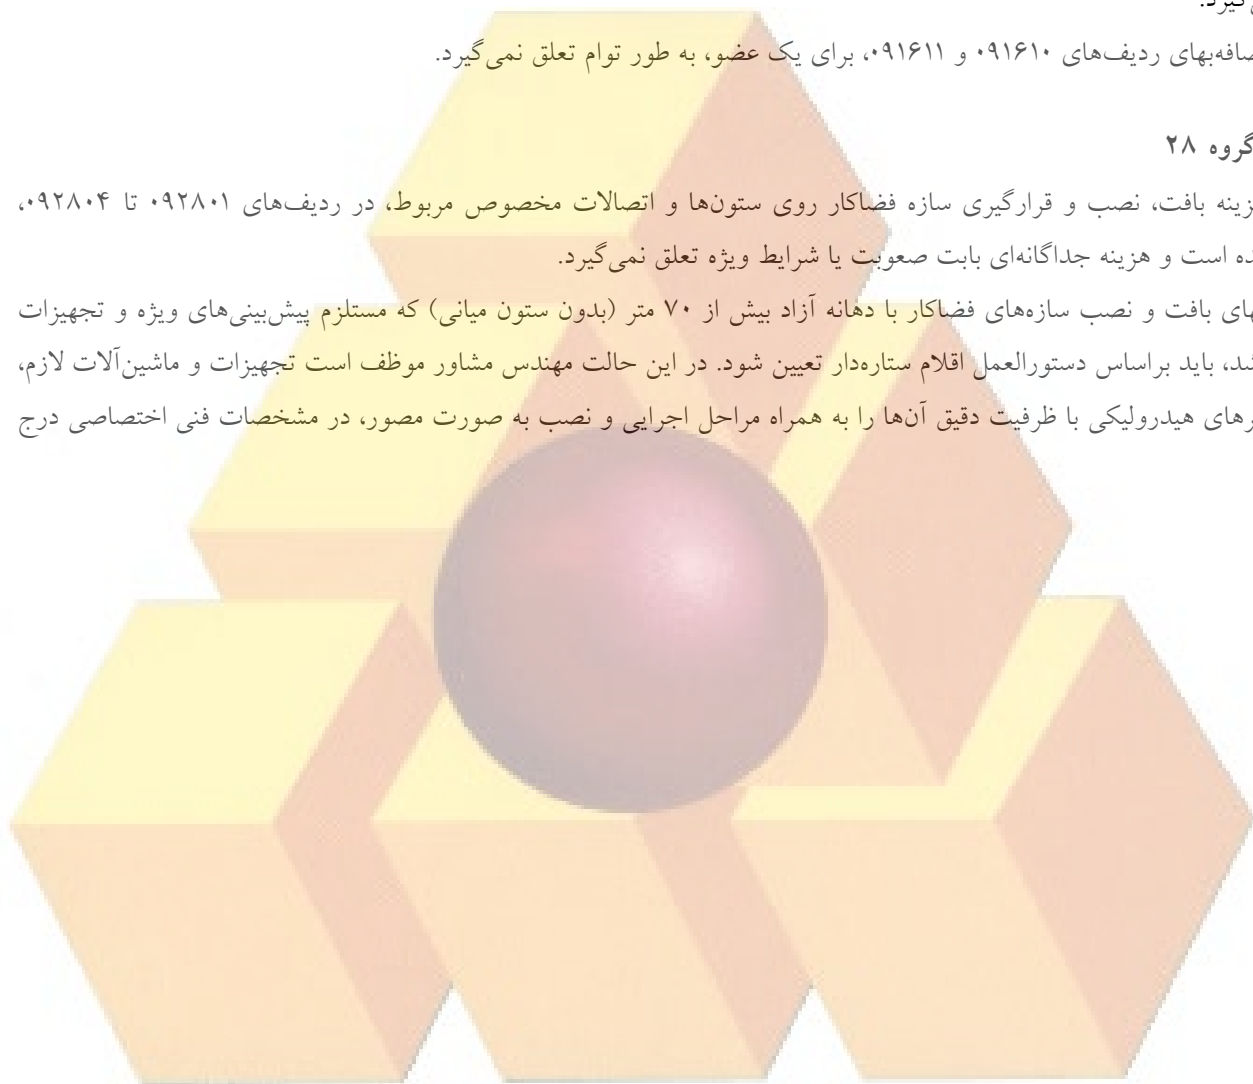 ‌گیرد.
ضافه‌بهای ردیف‌های ۰۹۱۶۱۰ و ۰۹۱۶۱۱، برای یک عضو، به طور توام تعلق نمی‌گیرد.
گروه ۲۸
زینه بافت، نصب و قرارگیری سازه فضاکار روی ستون‌ها و اتصالات مخصوص مربوط، در ردیف‌های ۰۹۲۸۰۱ تا ۰۹۲۸۰۴،
ده است و هزینه جداگانه‌ای بابت صعوبت یا شرایط ویژه تعلق نمی‌گیرد.
های بافت و نصب سازه‌های فضاکار با دهانه آزاد بیش از ۷۰ متر (بدون ستون میانی) که مستلزم پیش‌بینی‌های ویژه و تجهیزات
شد، باید براساس دستورالعمل اقلام ستاره‌دار تعیین شود. در این حالت مهندس مشاور موظف است تجهیزات و ماشین‌آلات لازم،
رهای هیدرولیکی با ظرفیت دقیق آن‌ها را به همراه مراحل اجرایی و نصب به صورت مصور، در مشخصات فنی اختصاصی درج